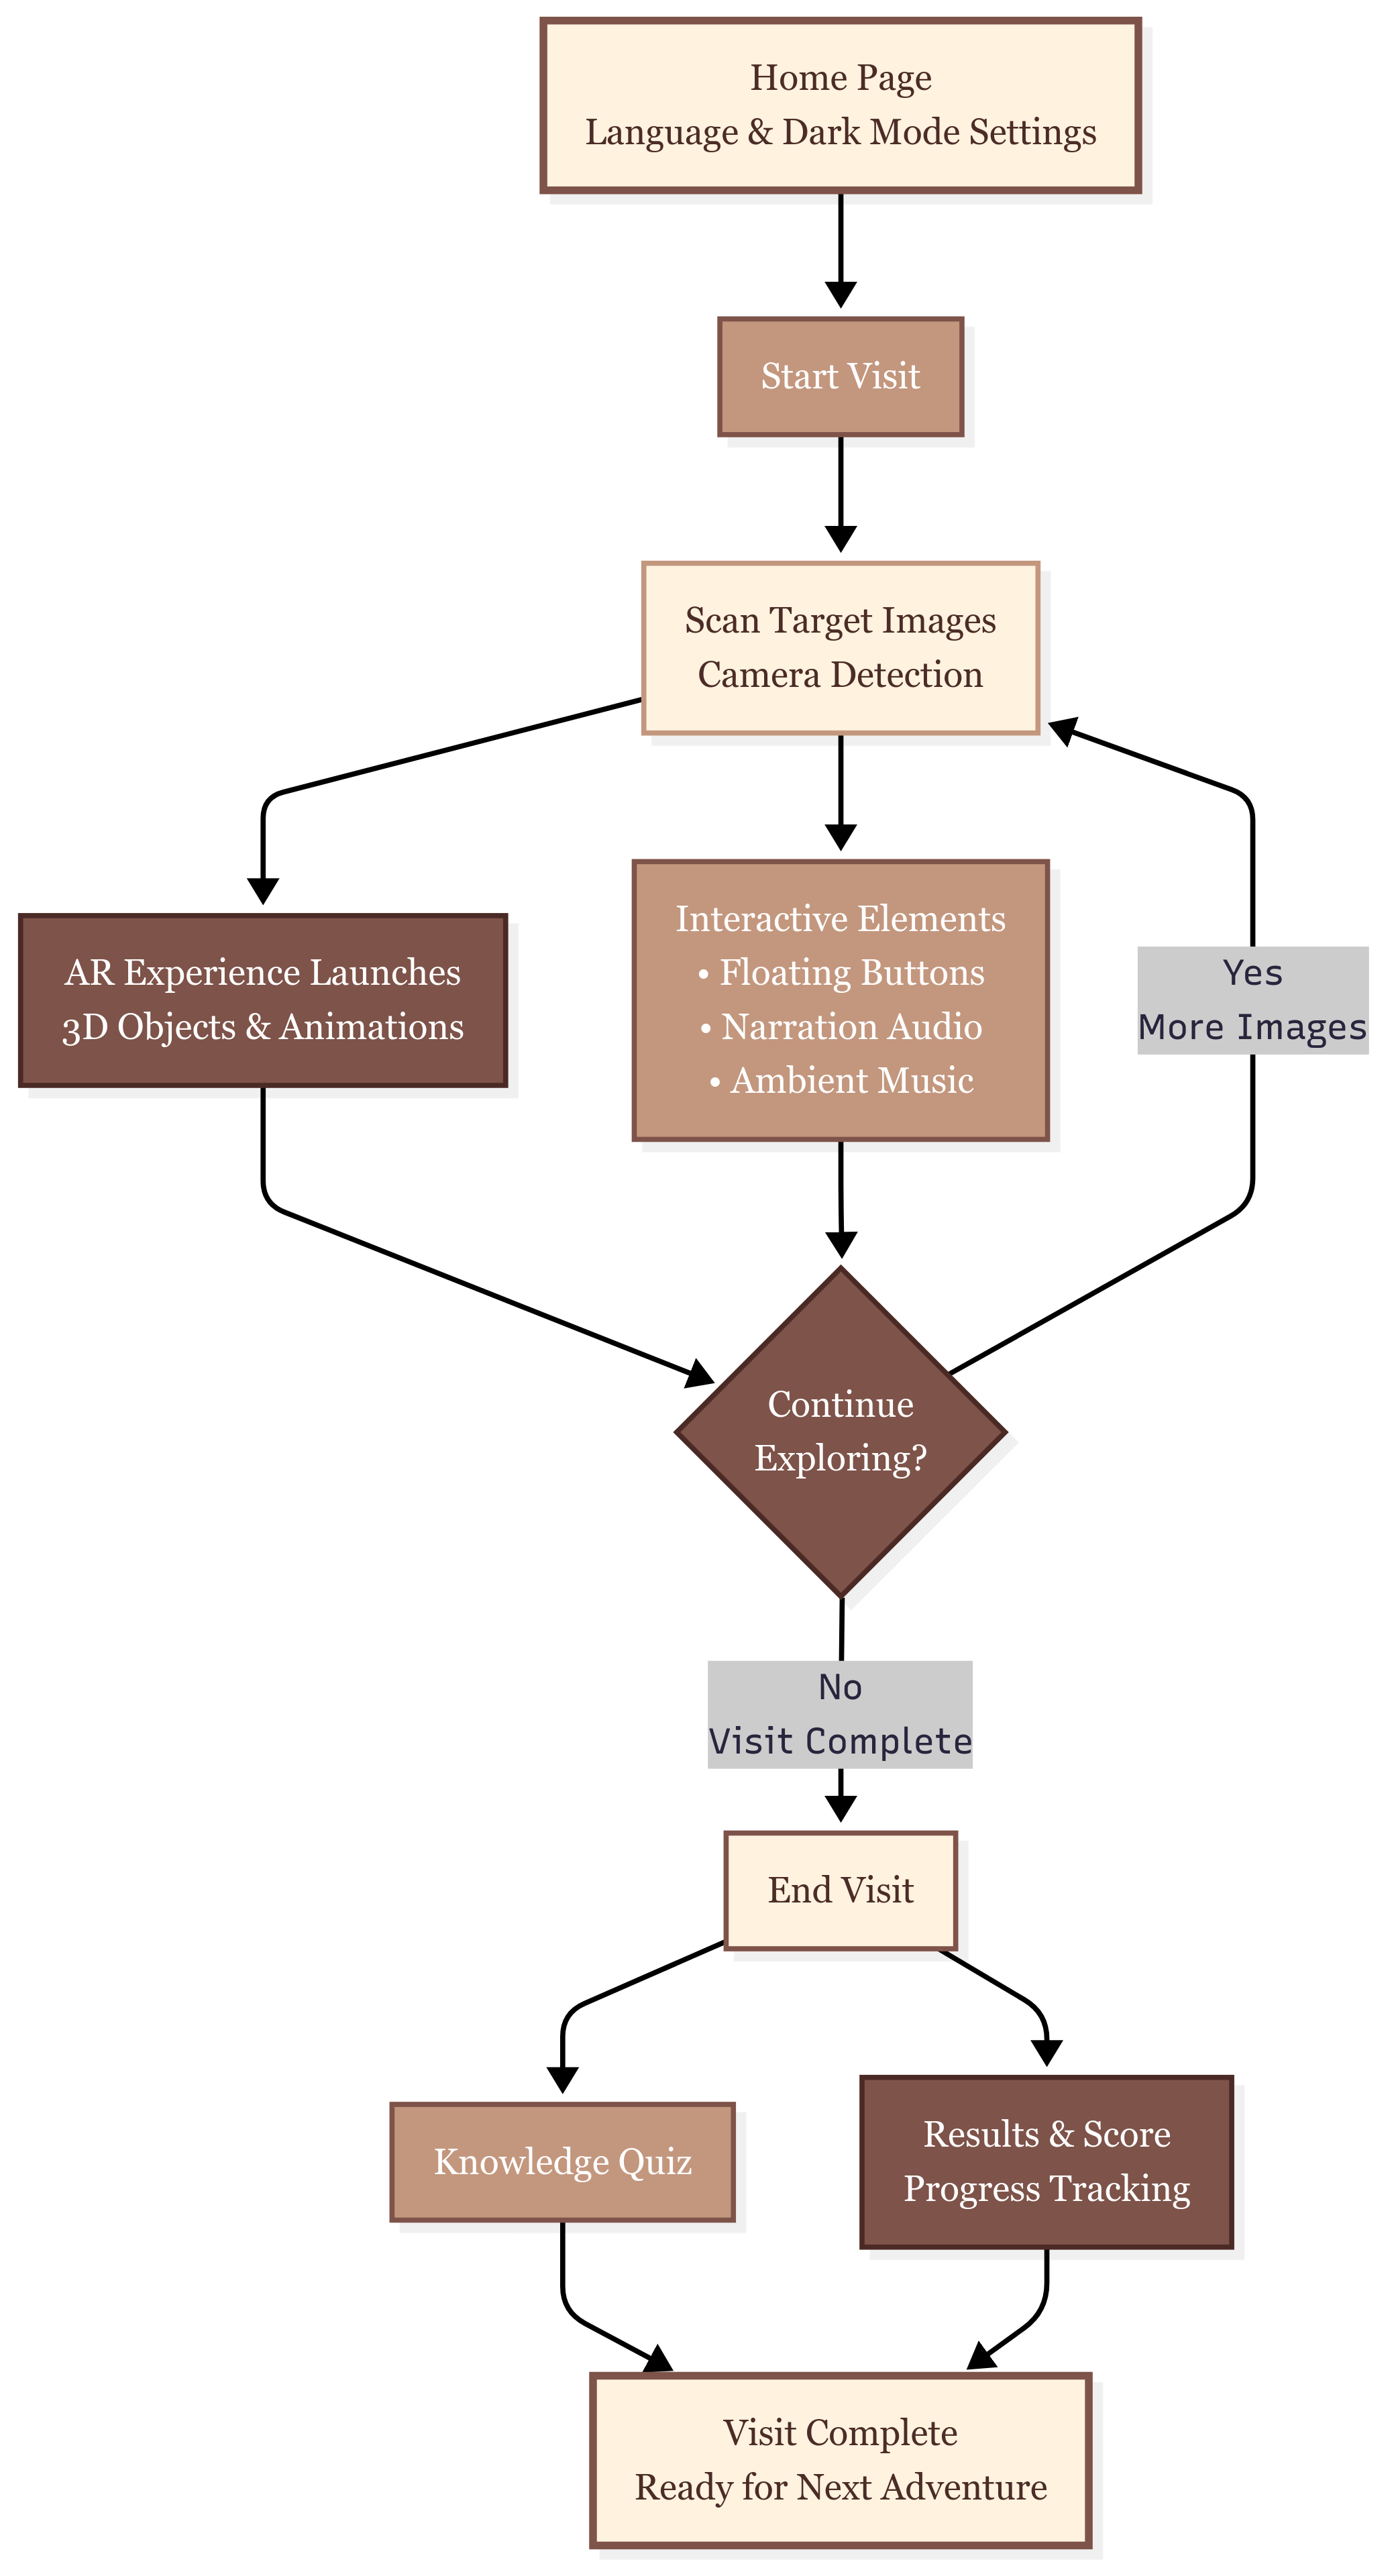 Home Page
Language & Dark Mode Settings
Start Visit
Scan Target Images
Camera Detection
AR Experience Launches
3D Objects & Animations
Interactive Elements
• Floating Buttons
• Narration Audio
• Ambient Music
Yes
More Images
Continue
Exploring?
No
Visit Complete
End Visit
Knowledge Quiz
Results & Score
Progress Tracking
Visit Complete
Ready for Next Adventure